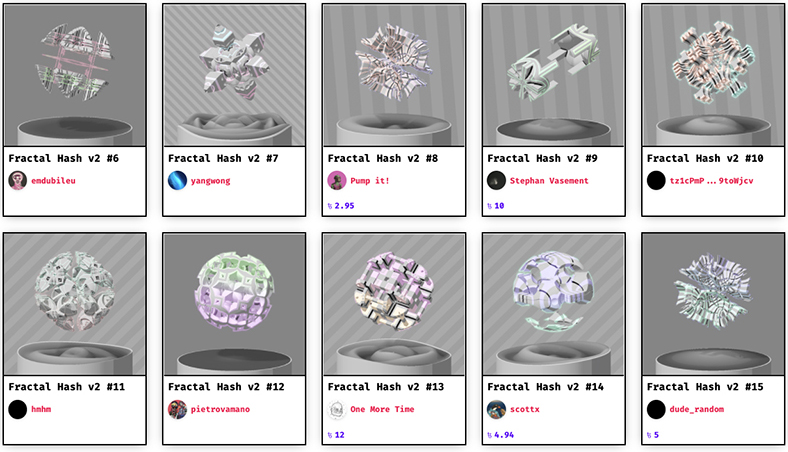 Fractal Hash v2 #6
emdubileu
Fractal Hash v2 #7
yangwong
Fractal Hash v2 #8
Pump it!
2.95
Fractal Hash v2 #9
Stephan Vasement
10
Fractal Hash v2 #10
tz1cPmP...9toWjcv
Fractal Hash v2 #11
hmhm
Fractal Hash v2 #12
pietrovamano
Fractal Hash v2 #13
One More Time
12
Fractal Hash v2 #14
scottx
4.94
Fractal Hash v2 #15
dude_random
5